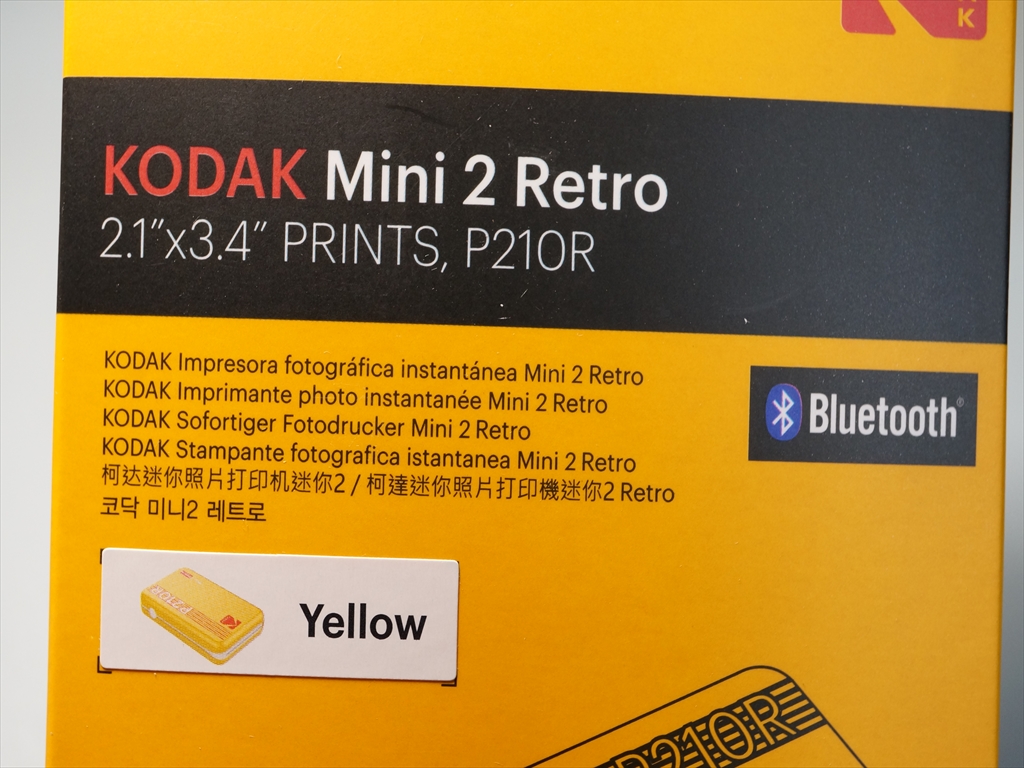 K
KODAK Mini 2 Retro
2.1”x3.4” PRINTS, P210R
KODAK Impresora fotográfica instantánea Mini 2 Retro
KODAK Imprimante photo instantanée Mini 2 Retro
KODAK Sofortiger Fotodrucker Mini 2 Retro
KODAK Stampante fotografica istantanea Mini 2 Retro
柯达迷你照片打印机迷你2 / 柯達迷你照片打印機迷你2 Retro
코닥 미니2 레트로
Bluetooth®
P210R
Yellow
P210R